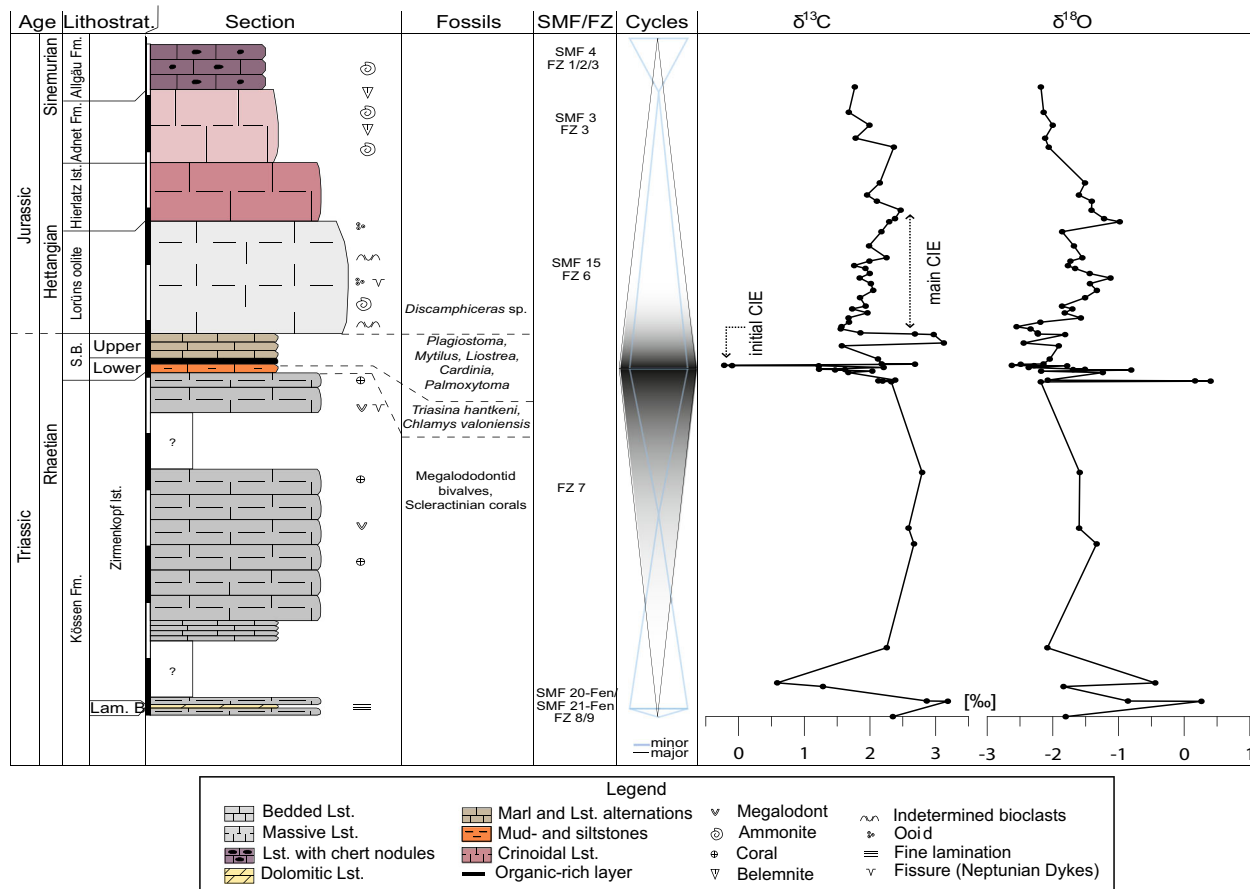 Age Lithostrat. Section Fossils SMF/FZ Cycles δ¹³C δ¹⁸O
Jurassic
Triassic
Sinemurian
Hettangian
Rhaetian
Allgäu Fm.
Adnet Fm.
Hierlatz lst.
Lorüns oolite
S.B.
Upper
Lower
Kössen Fm.
Zirmenkopf lst.
Lam. B
?
?
Discamphiceras sp.
Plagiostoma,
Mytilus, Liostrea,
Cardinia,
Palmoxytoma
Triasina hantkeni,
Chlamys valoniensis
Megalododontid
bivalves,
Scleractinian corals
SMF 4
FZ 1/2/3
SMF 3
FZ 3
SMF 15
FZ 6
FZ 7
SMF 20-Fen/
SMF 21-Fen
FZ 8/9
minor
major
initial CIE
main CIE
[‰]
0 1 2 3
-3 -2 -1 0 1
Legend
Bedded Lst.
Massive Lst.
Lst. with chert nodules
Dolomitic Lst.
Marl and Lst. alternations
Mud- and siltstones
Crinoidal Lst.
Organic-rich layer
Megalodont
Ammonite
Coral
Belemnite
Indetermined bioclasts
Ooid
Fine lamination
Fissure (Neptunian Dykes)